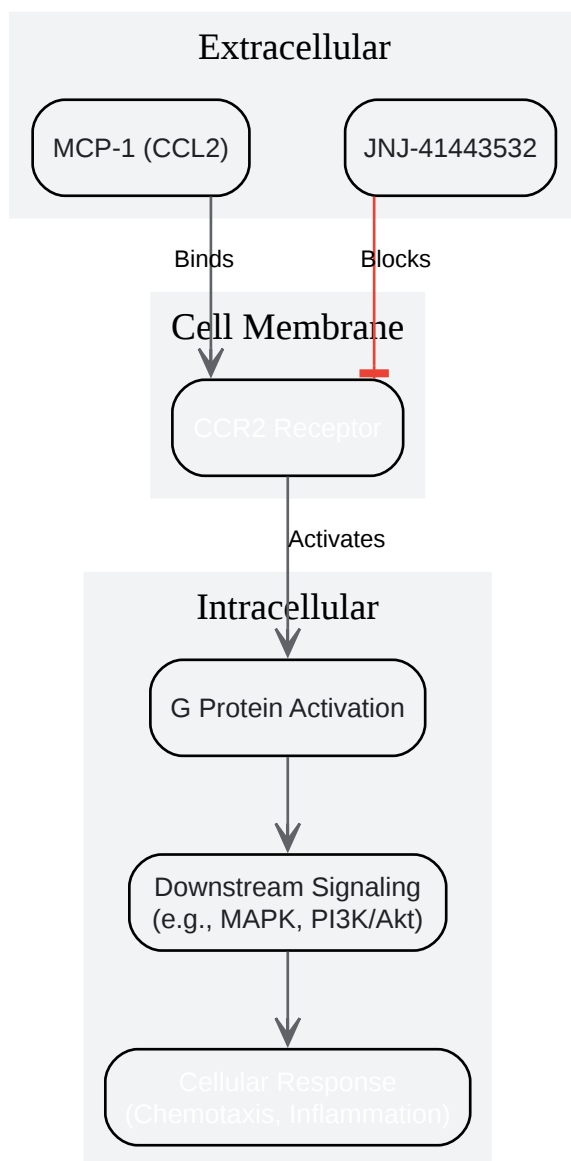 Extracellular
MCP-1 (CCL2)
JNJ-41443532
Binds
Blocks
Cell Membrane
CCR2 Receptor
Activates
Intracellular
G Protein Activation
Downstream Signaling
(e.g., MAPK, PI3K/Akt)
Cellular Response
(Chemotaxis, Inflammation)